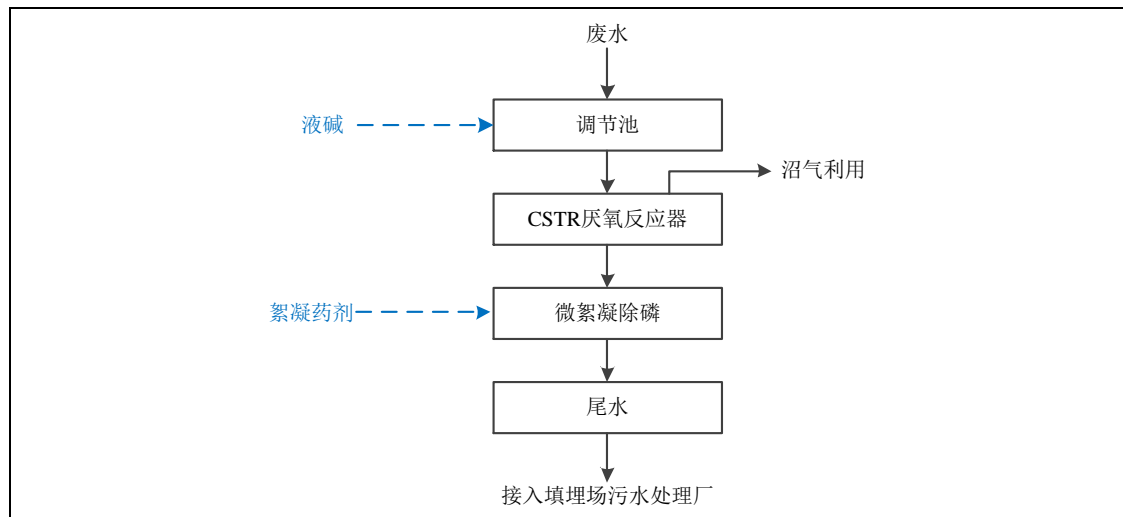 废水
液碱
调节池
沼气利用
CSTR厌氧反应器
絮凝药剂
微絮凝除磷
尾水
接入填埋场污水处理厂